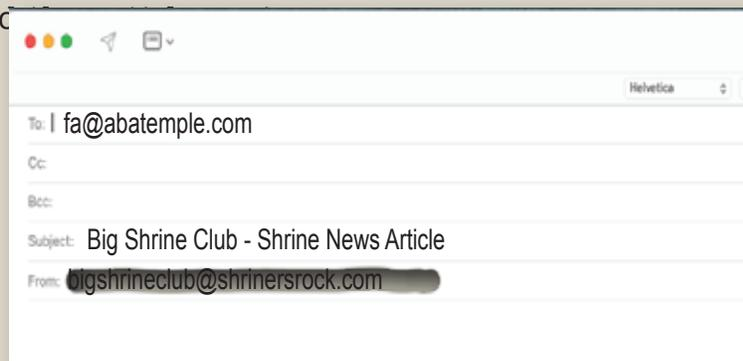 Helvetica
To: fa@abatemple.com
Cc:
Bcc:
Subject: Big Shrine Club - Shrine News Article
From: bigshrineclub@shrinersrock.com